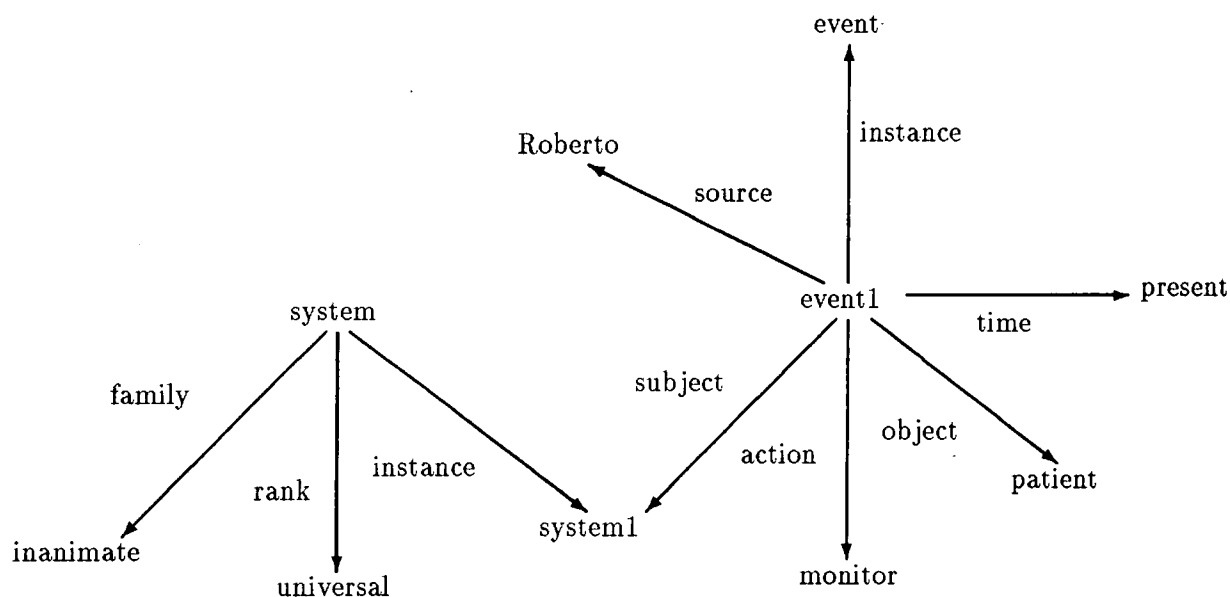 event
instance
Roberto
source
event1
present
system
time
family
subject
object
action
instance
rank
patient
system1
inanimate
universal
monitor